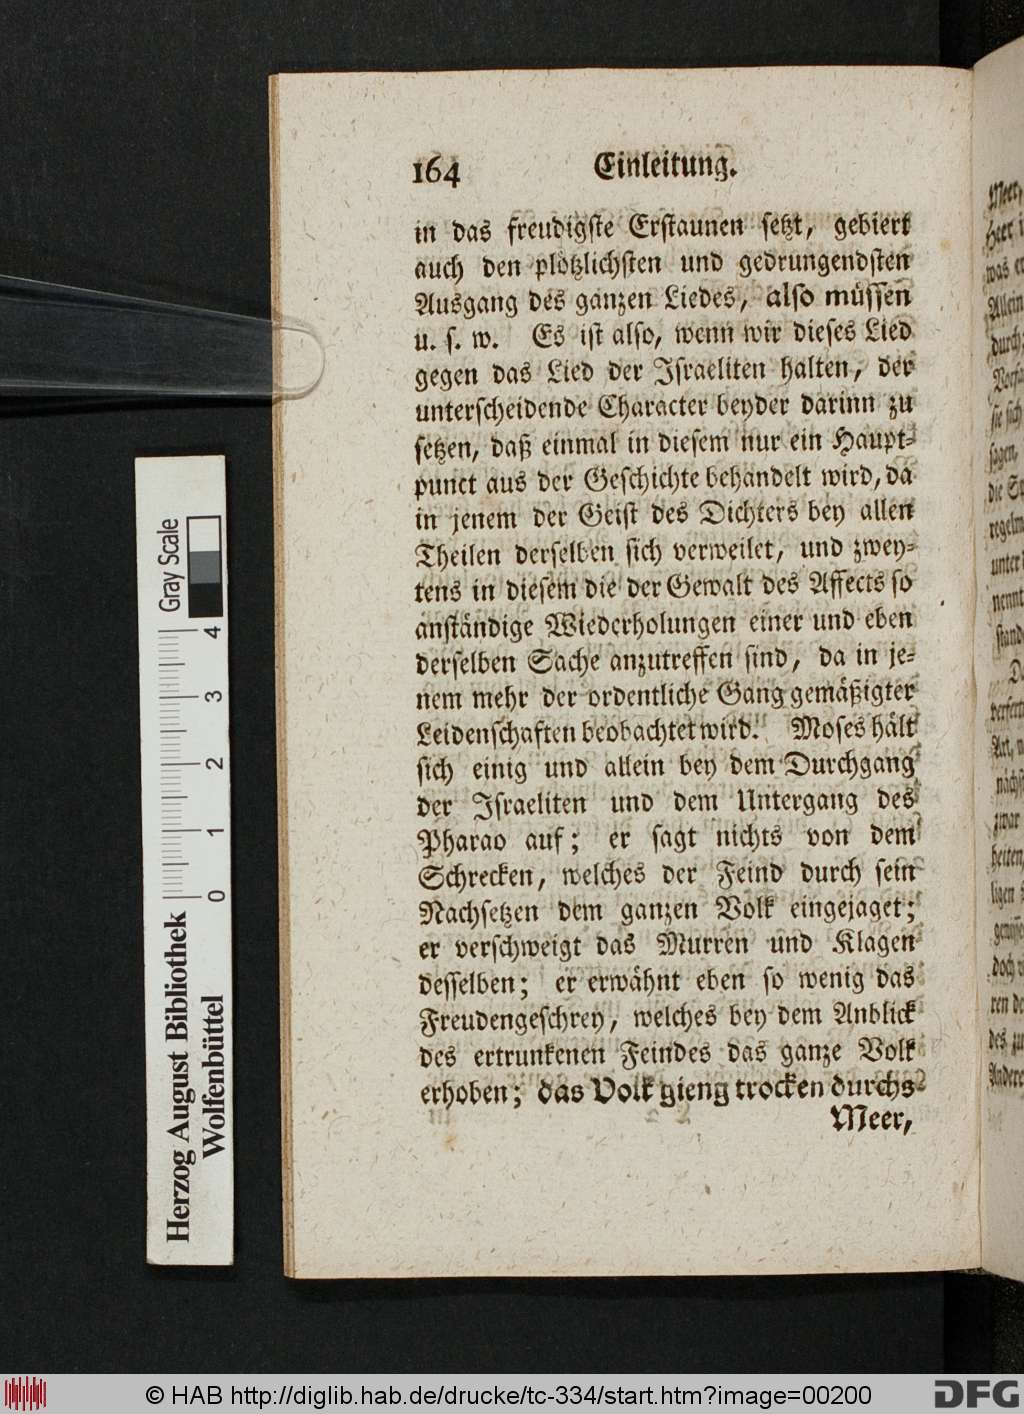 164 Einleitung.
in das freudigste Erstaunen setzt, gebiert
auch den plötzlichsten und gedrungendsten
Ausgang des ganzen Liedes, also müssen
u. s. w. Es ist also, wenn wir dieses Lied
gegen das Lied der Israeliten halten, der
unterscheidende Character beyder darinn zu
setzen, daß einmal in diesem nur ein Haupt-
punct aus der Geschichte behandelt wird, da
in jenem der Geist des Dichters bey allen
Theilen derselben sich verweilet, und zwey-
tens in diesem die der Gewalt des Affects so
anständige Wiederholungen einer und eben
derselben Sache anzutreffen sind, da in je-
nem mehr der ordentliche Gang gemäßigter
Leidenschaften beobachtet wird. Moses hält
sich einig und allein bey dem Durchgang
der Israeliten und dem Untergang des
Pharao auf; er sagt nichts von dem
Schrecken, welches der Feind durch sein
Nachsetzen dem ganzen Volk eingejaget;
er verschweigt das Murren und Klagen
desselben; er erwähnt eben so wenig das
Freudengeschrey, welches bey dem Anblick
des ertrunkenen Feindes das ganze Volk
erhoben; das Volk gieng trocken durchs
Meer,
Gray Scale
0 1 2 3 4
Herzog August Bibliothek
Wolfenbüttel
© HAB http://diglib.hab.de/drucke/tc-334/start.htm?image=00200
DFG